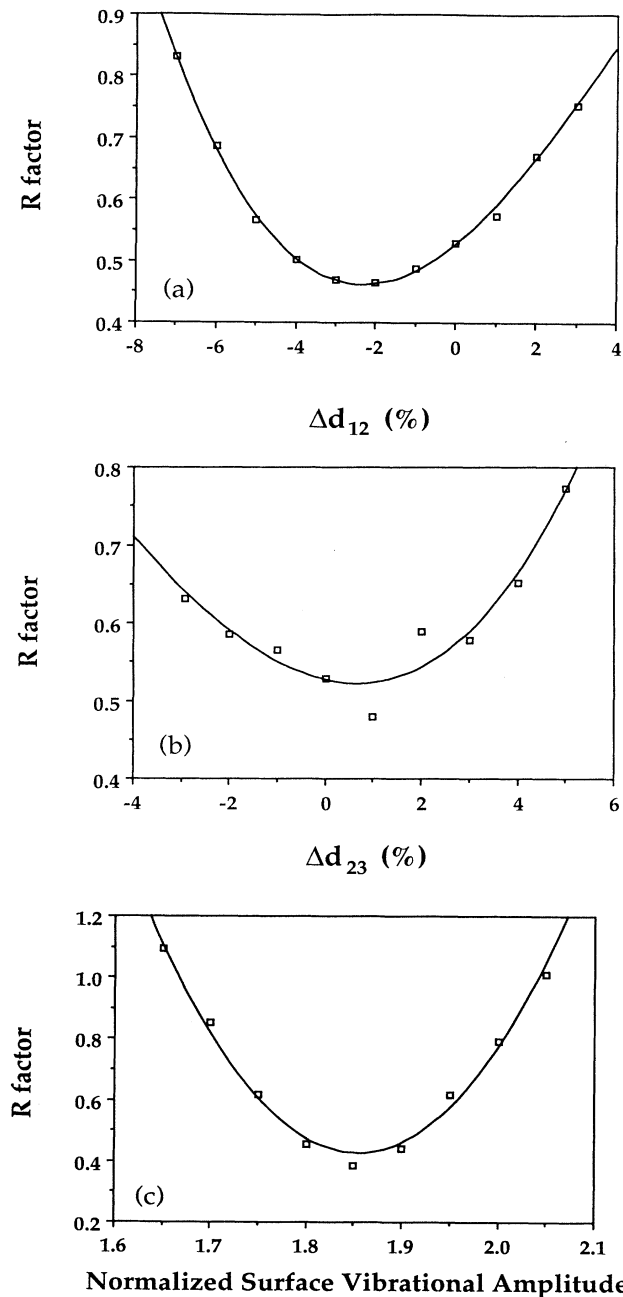 0.9
0.8
0.7
R factor
0.6
0.5
(a)
0.4
-8 -6 -4 -2 0 2 4
Δd12 (%)
0.8
0.7
R factor
0.6
0.5
(b)
0.4
-4 -2 0 2 4 6
Δd23 (%)
1.2
1.0
0.8
R factor
0.6
0.4
(c)
0.2
1.6 1.7 1.8 1.9 2.0 2.1
Normalized Surface Vibrational Amplitude